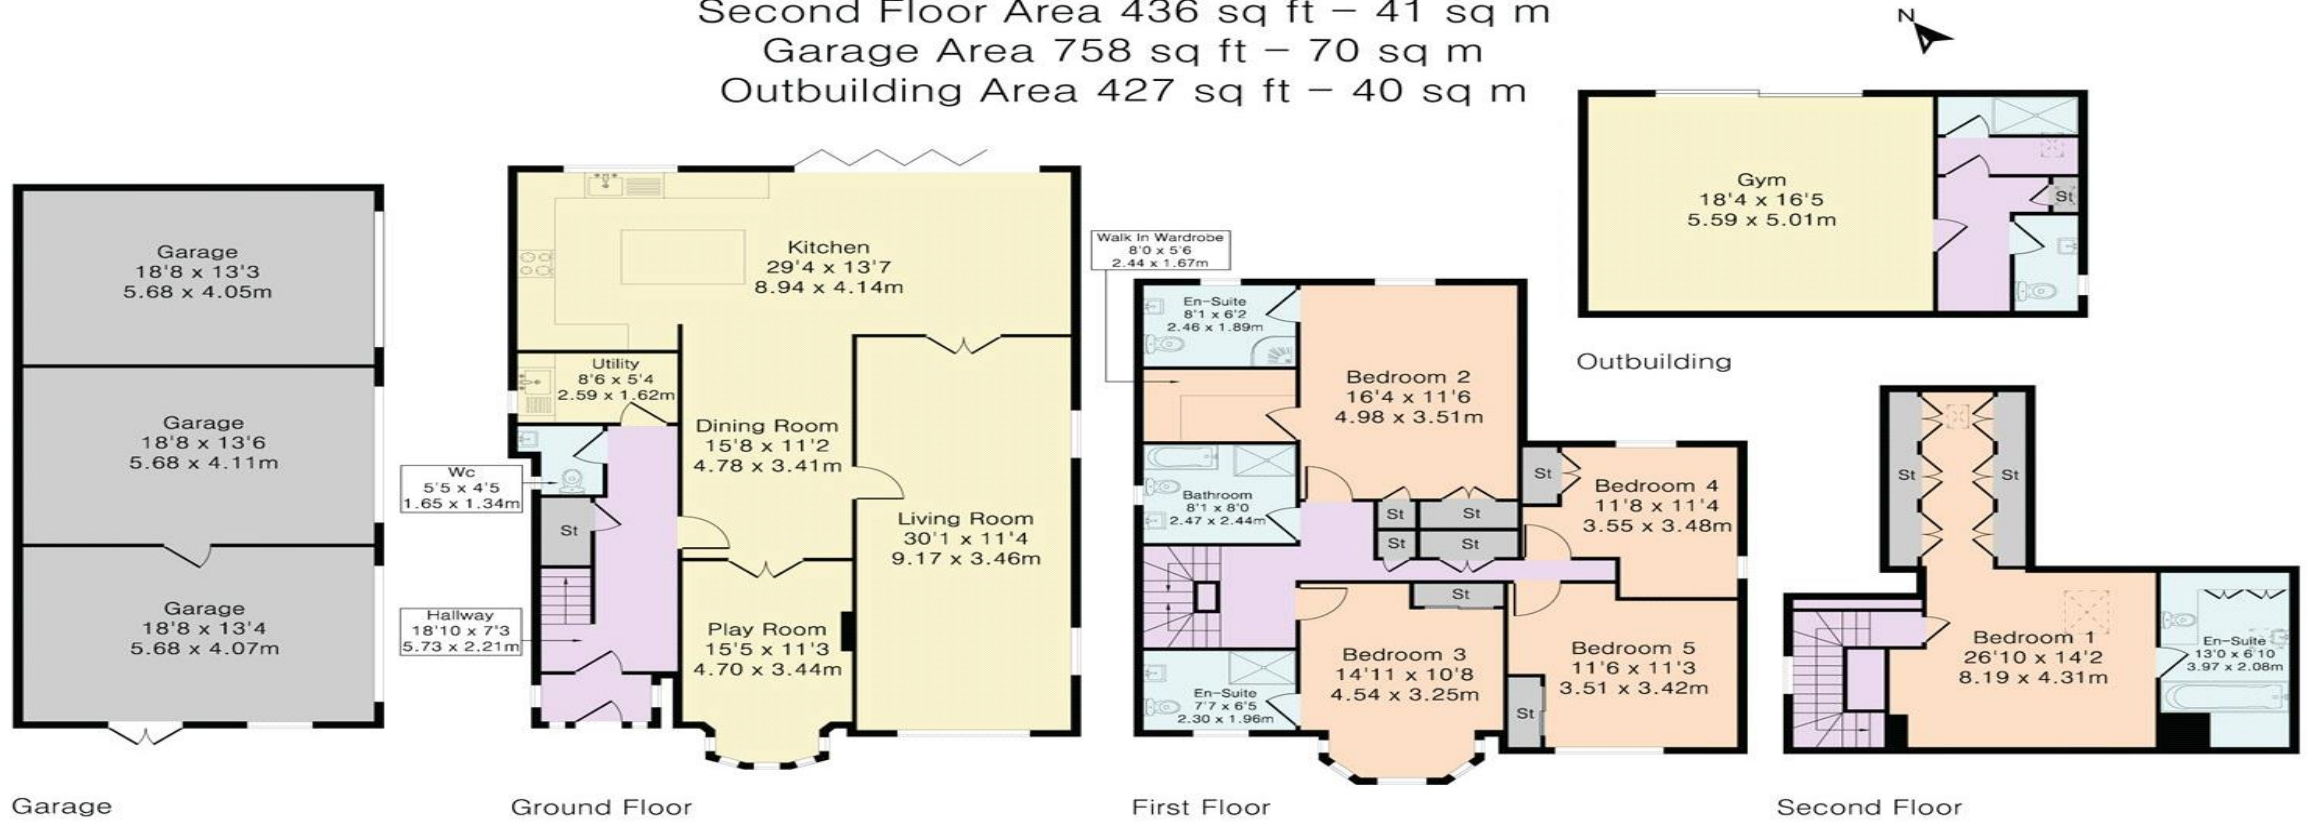 Second Floor Area 436 sq ft – 41 sq m
Garage Area 758 sq ft – 70 sq m
Outbuilding Area 427 sq ft – 40 sq m
N
Garage
18'8 x 13'3
5.68 x 4.05m
Garage
18'8 x 13'6
5.68 x 4.11m
Garage
18'8 x 13'4
5.68 x 4.07m
Garage
Kitchen
29'4 x 13'7
8.94 x 4.14m
Utility
8'6 x 5'4
2.59 x 1.62m
Dining Room
15'8 x 11'2
4.78 x 3.41m
Wc
5'5 x 4'5
1.65 x 1.34m
St
Living Room
30'1 x 11'4
9.17 x 3.46m
Hallway
18'10 x 7'3
5.73 x 2.21m
Play Room
15'5 x 11'3
4.70 x 3.44m
Ground Floor
Walk In Wardrobe
8'0 x 5'6
2.44 x 1.67m
En-Suite
8'1 x 6'2
2.46 x 1.89m
Bedroom 2
16'4 x 11'6
4.98 x 3.51m
Bathroom
8'1 x 8'0
2.47 x 2.44m
St
St
St
St
St
Bedroom 4
11'8 x 11'4
3.55 x 3.48m
St
Bedroom 3
14'11 x 10'8
4.54 x 3.25m
Bedroom 5
11'6 x 11'3
3.51 x 3.42m
En-Suite
7'7 x 6'5
2.30 x 1.96m
St
First Floor
Gym
18'4 x 16'5
5.59 x 5.01m
St
Outbuilding
St
St
Bedroom 1
26'10 x 14'2
8.19 x 4.31m
En-Suite
13'0 x 6'10
3.97 x 2.08m
Second Floor